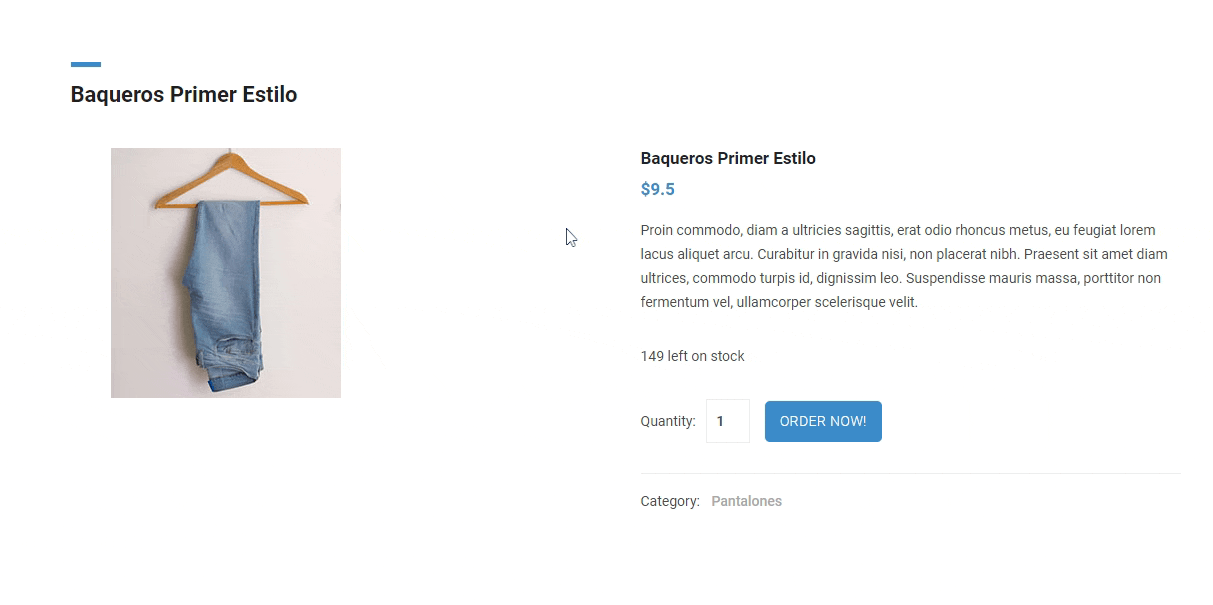 Baqueros Primer Estilo
Baqueros Primer Estilo
$9.5
Proin commodo, diam a ultricies sagittis, erat odio rhoncus metus, eu feugiat lorem
lacus aliquet arcu. Curabitur in gravida nisi, non placerat nibh. Praesent sit amet diam
ultrices, commodo turpis id, dignissim leo. Suspendisse mauris massa, porttitor non
fermentum vel, ullamcorper scelerisque velit.
149 left on stock
Quantity: 1 ORDER NOW!
Category: Pantalones